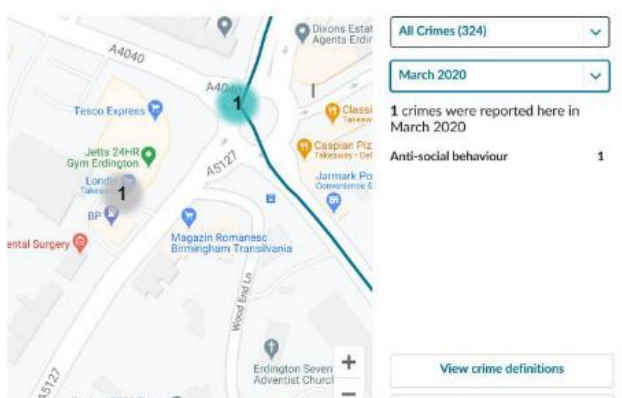 Dixons Estat
Agents Erdin
A4040
A4040
1
Tesco Express
Classi
Takeaw
Jetts 24HR
Gym Erdington
Caspian Piz
Takeaway • Del
A5127
Londis
Takea
1
Jarmark Po
Convenience S
BP
ental Surgery
Magazin Romanesc
Birmingham Transilvania
Wood End Ln
A5127
Erdington Seven
Adventist Church
+
−
All Crimes (324)
March 2020
1 crimes were reported here in
March 2020
Anti-social behaviour 1
View crime definitions